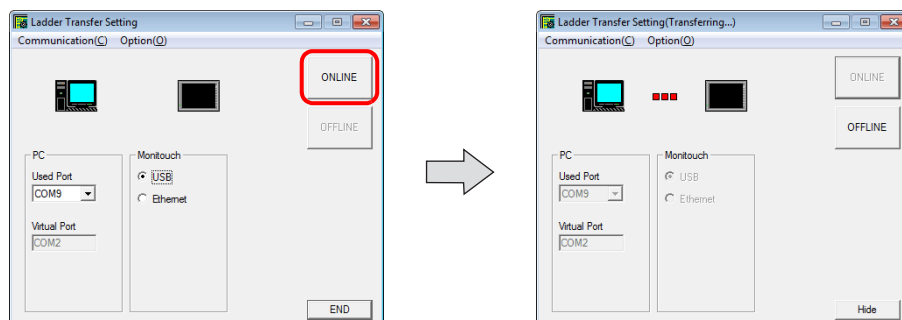 Ladder Transfer Setting
Communication(C) Option(O)
ONLINE
OFFLINE
PC
Used Port
COM9
Virtual Port
COM2
Monitouch
USB
Ethernet
END
Ladder Transfer Setting(Transferring...)
Communication(C) Option(O)
ONLINE
OFFLINE
PC
Used Port
COM9
Virtual Port
COM2
Monitouch
USB
Ethernet
Hide